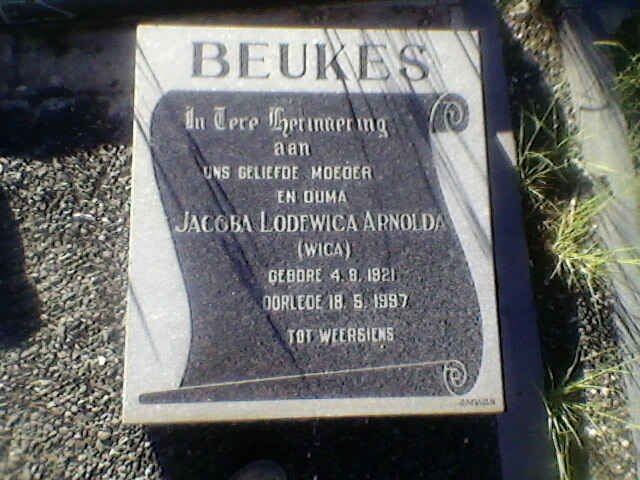 BEUKES
In Tere Herinnering
aan
ONS GELIEFDE MOEDER
EN OUMA
JACOBA LODEWICA ARNOLDA
(WICA)
GEBORE 4. 9. 1921
OORLEDE 18. 5. 1997
TOT WEERSIENS